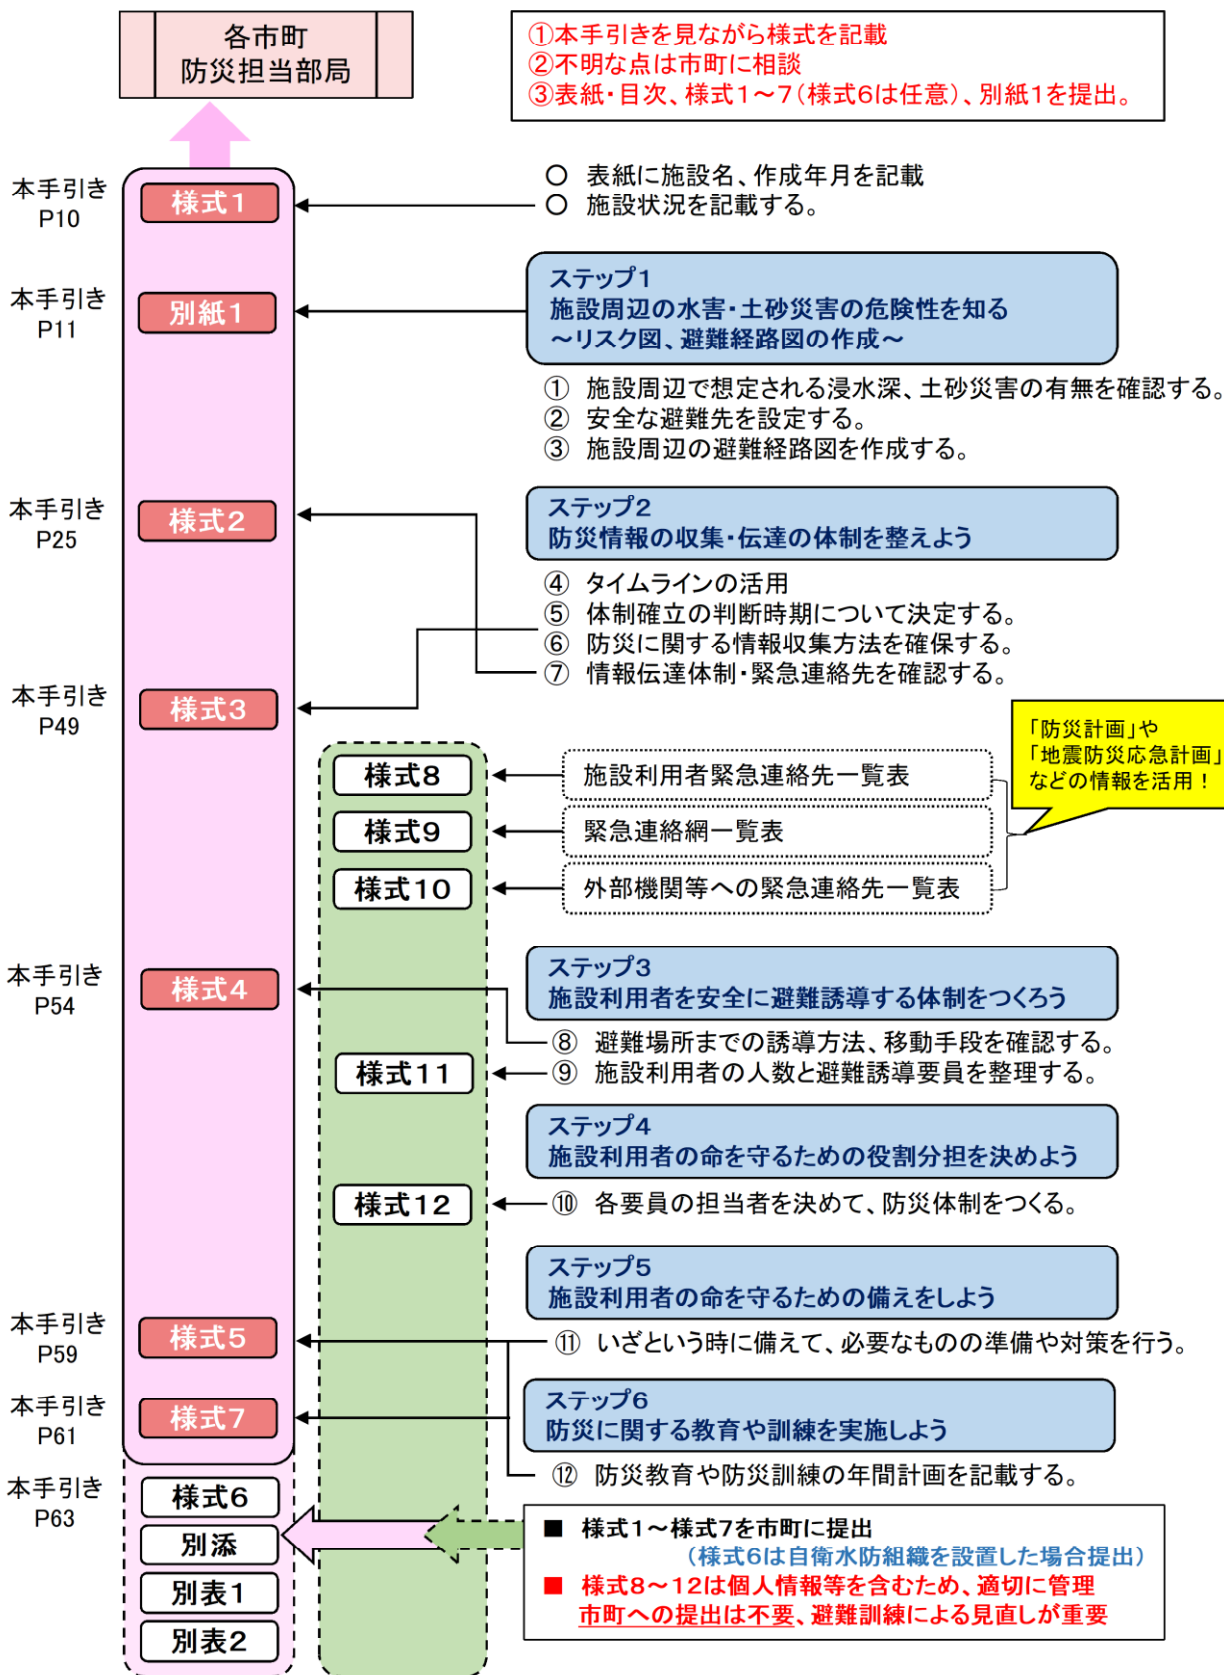 各市町
防災担当部局
①本手引きを見ながら様式を記載
②不明な点は市町に相談
③表紙・目次、様式1～7(様式6は任意)、別紙1を提出。
本手引き
P10
様式1
○ 表紙に施設名、作成年月を記載
○ 施設状況を記載する。
本手引き
P11
別紙1
ステップ1
施設周辺の水害・土砂災害の危険性を知る
～リスク図、避難経路図の作成～
① 施設周辺で想定される浸水深、土砂災害の有無を確認する。
② 安全な避難先を設定する。
③ 施設周辺の避難経路図を作成する。
本手引き
P25
様式2
ステップ2
防災情報の収集・伝達の体制を整えよう
④ タイムラインの活用
⑤ 体制確立の判断時期について決定する。
⑥ 防災に関する情報収集方法を確保する。
⑦ 情報伝達体制・緊急連絡先を確認する。
本手引き
P49
様式3
「防災計画」や
「地震防災応急計画」
などの情報を活用！
様式8
施設利用者緊急連絡先一覧表
様式9
緊急連絡網一覧表
様式10
外部機関等への緊急連絡先一覧表
本手引き
P54
様式4
ステップ3
施設利用者を安全に避難誘導する体制をつくろう
⑧ 避難場所までの誘導方法、移動手段を確認する。
様式11
⑨ 施設利用者の人数と避難誘導要員を整理する。
ステップ4
施設利用者の命を守るための役割分担を決めよう
様式12
⑩ 各要員の担当者を決めて、防災体制をつくる。
ステップ5
施設利用者の命を守るための備えをしよう
本手引き
P59
様式5
⑪ いざという時に備えて、必要なものの準備や対策を行う。
本手引き
P61
様式7
ステップ6
防災に関する教育や訓練を実施しよう
⑫ 防災教育や防災訓練の年間計画を記載する。
本手引き
P63
様式6
別添
別表1
別表2
■ 様式1～様式7を市町に提出
(様式6は自衛水防組織を設置した場合提出)
■ 様式8～12は個人情報等を含むため、適切に管理
市町への提出は不要、避難訓練による見直しが重要